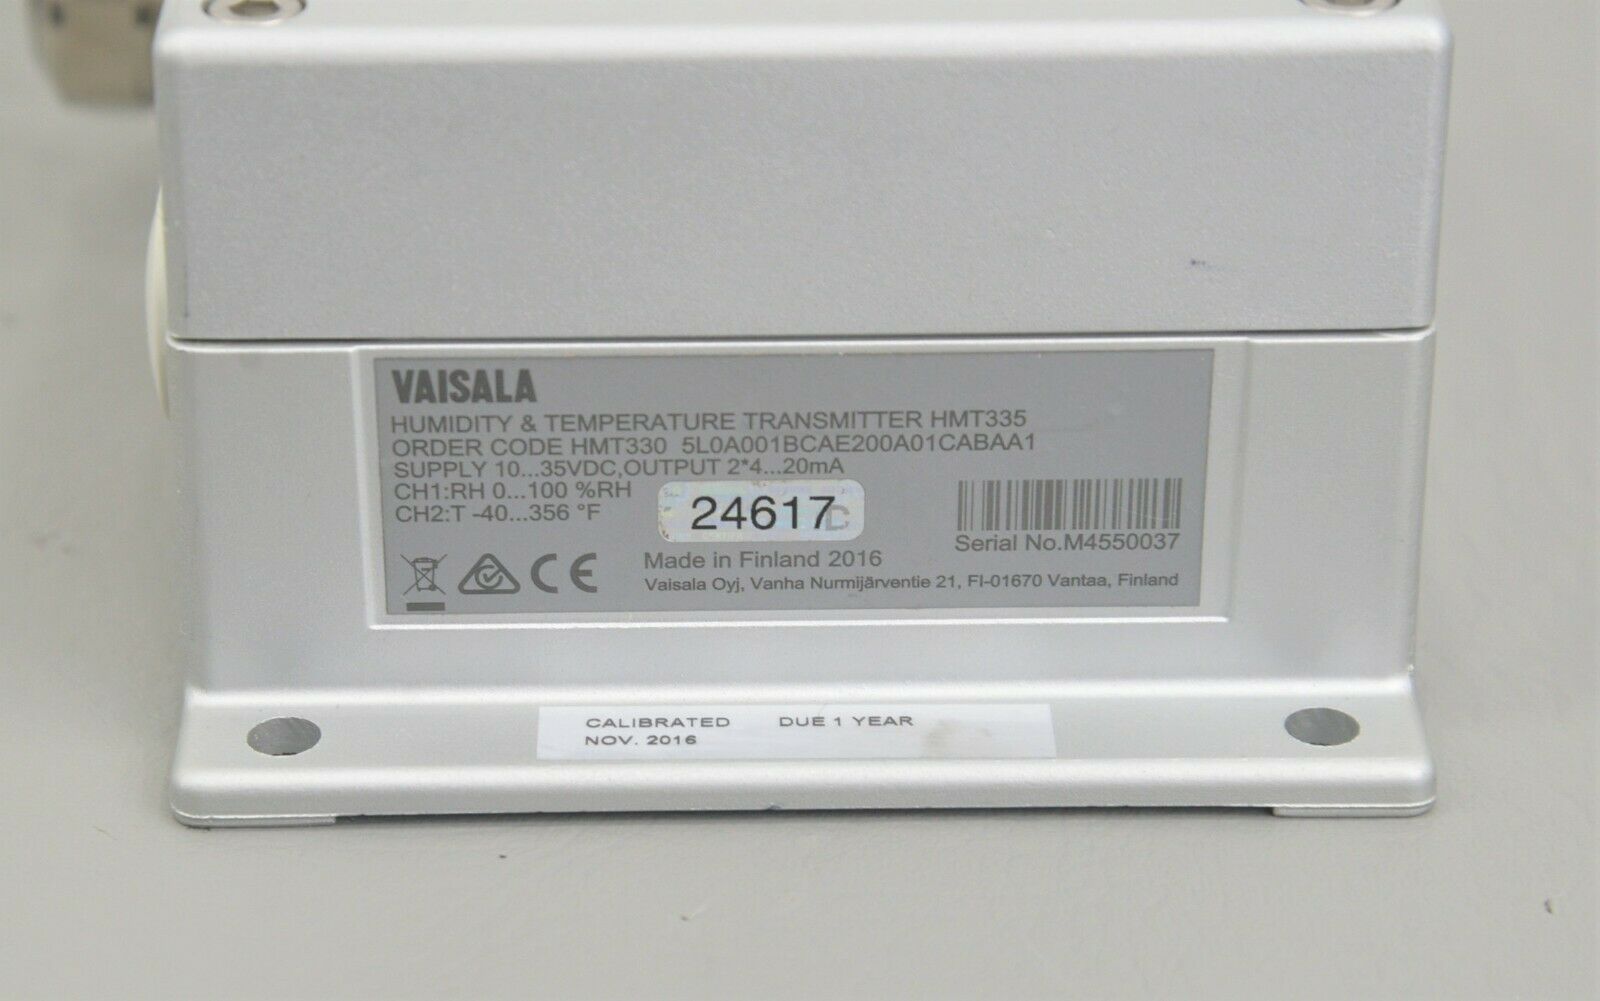 VAISALA
HUMIDITY & TEMPERATURE TRANSMITTER HMT335
ORDER CODE HMT330 5L0A001BCAE200A01CABAA1
SUPPLY 10...35VDC,OUTPUT 2*4...20mA
CH1:RH 0...100 %RH
CH2:T -40...356 °F
24617
Serial No.M4550037
CE
Made in Finland 2016
Vaisala Oyj, Vanha Nurmijärventie 21, FI-01670 Vantaa, Finland
CALIBRATED DUE 1 YEAR
NOV. 2016